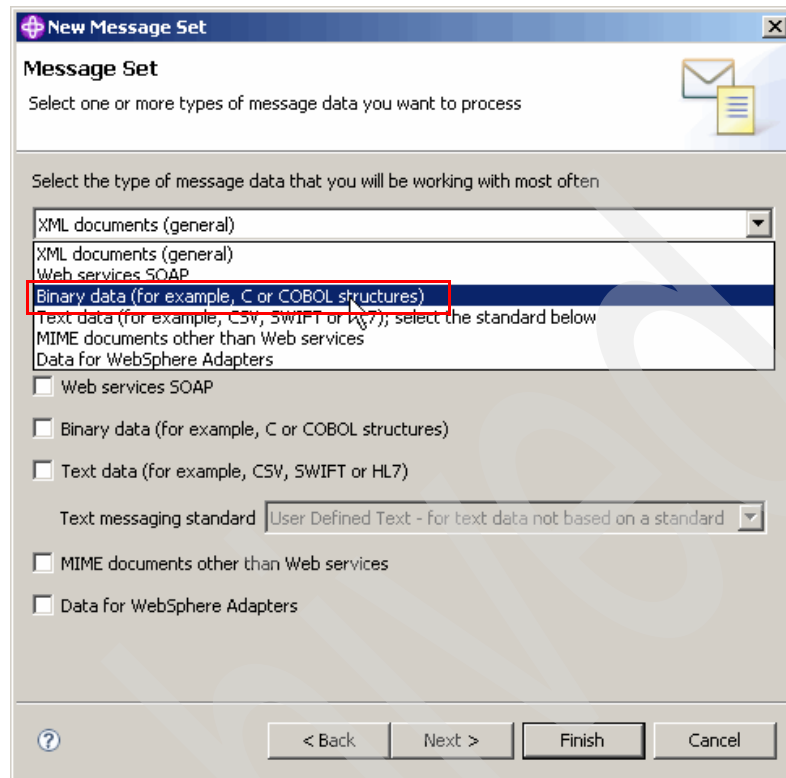 New Message Set
Message Set
Select one or more types of message data you want to process
Select the type of message data that you will be working with most often
XML documents (general)
XML documents (general)
Web services SOAP
Binary data (for example, C or COBOL structures)
Text data (for example, CSV, SWIFT or HL7); select the standard below
MIME documents other than Web services
Data for WebSphere Adapters
Web services SOAP
Binary data (for example, C or COBOL structures)
Text data (for example, CSV, SWIFT or HL7)
Text messaging standard User Defined Text - for text data not based on a standard
MIME documents other than Web services
Data for WebSphere Adapters
? < Back Next > Finish Cancel